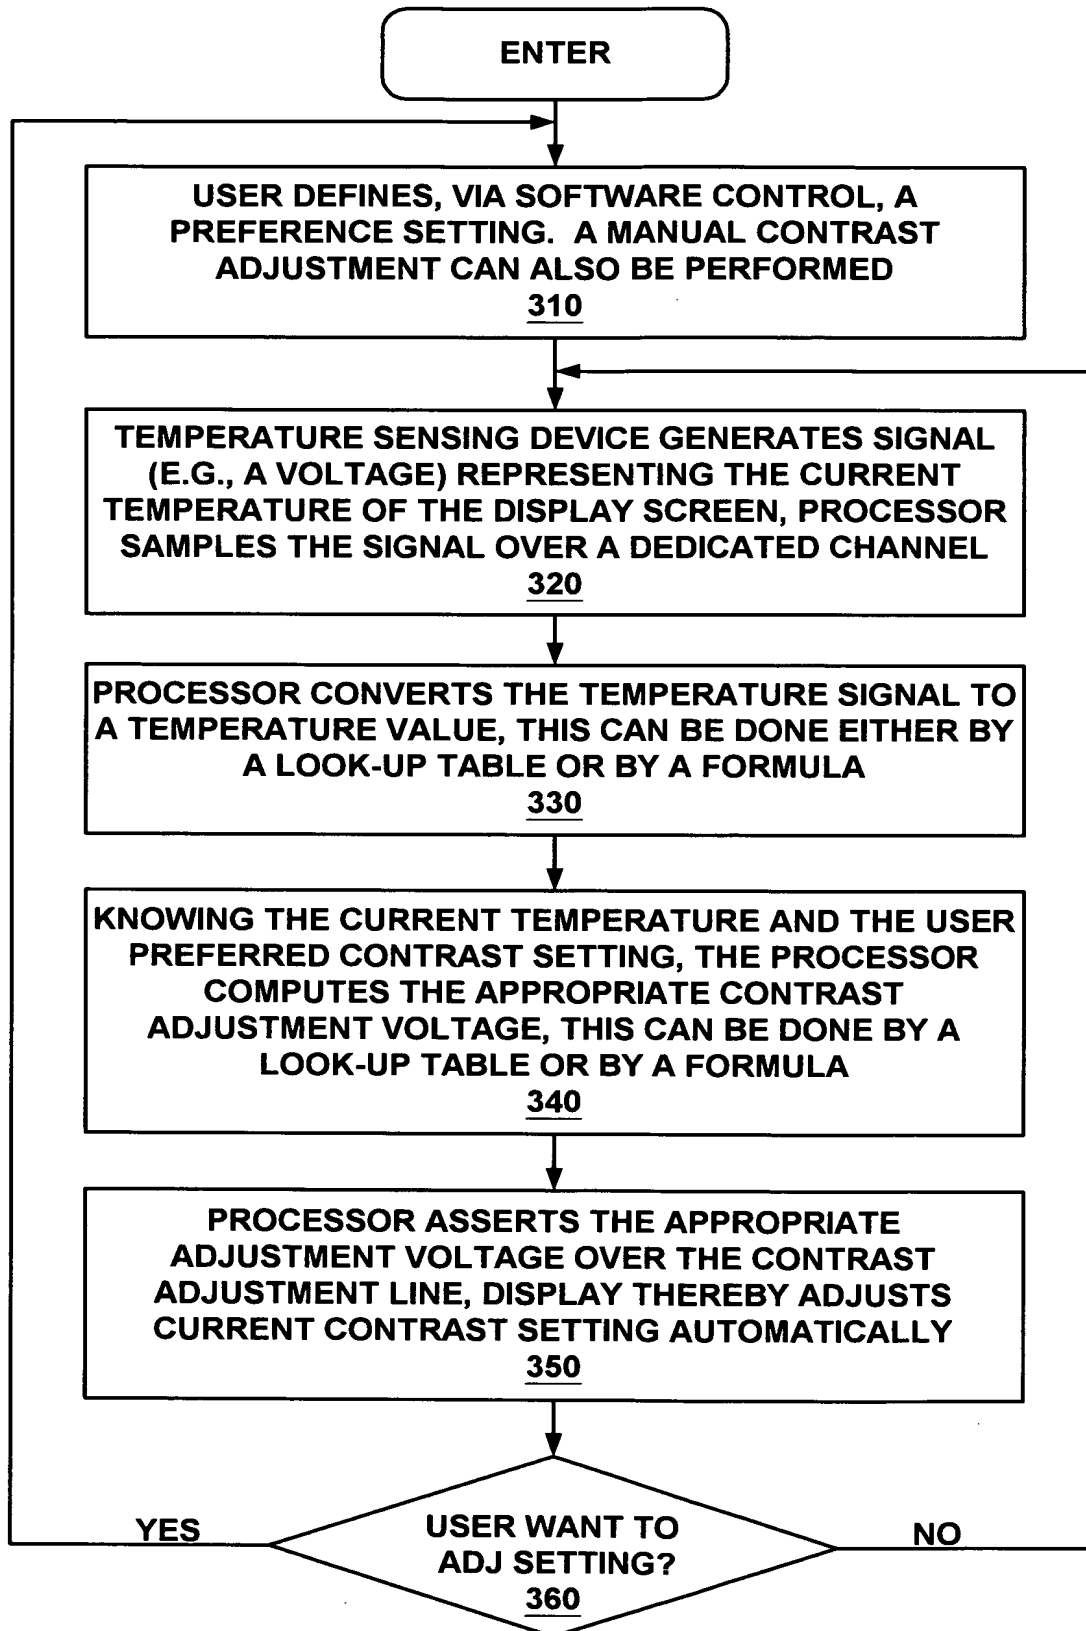 ENTER
USER DEFINES, VIA SOFTWARE CONTROL, A
PREFERENCE SETTING. A MANUAL CONTRAST
ADJUSTMENT CAN ALSO BE PERFORMED
310
TEMPERATURE SENSING DEVICE GENERATES SIGNAL
(E.G., A VOLTAGE) REPRESENTING THE CURRENT
TEMPERATURE OF THE DISPLAY SCREEN, PROCESSOR
SAMPLES THE SIGNAL OVER A DEDICATED CHANNEL
320
PROCESSOR CONVERTS THE TEMPERATURE SIGNAL TO
A TEMPERATURE VALUE, THIS CAN BE DONE EITHER BY
A LOOK-UP TABLE OR BY A FORMULA
330
KNOWING THE CURRENT TEMPERATURE AND THE USER
PREFERRED CONTRAST SETTING, THE PROCESSOR
COMPUTES THE APPROPRIATE CONTRAST
ADJUSTMENT VOLTAGE, THIS CAN BE DONE BY A
LOOK-UP TABLE OR BY A FORMULA
340
PROCESSOR ASSERTS THE APPROPRIATE
ADJUSTMENT VOLTAGE OVER THE CONTRAST
ADJUSTMENT LINE, DISPLAY THEREBY ADJUSTS
CURRENT CONTRAST SETTING AUTOMATICALLY
350
YES
USER WANT TO
ADJ SETTING?
360
NO